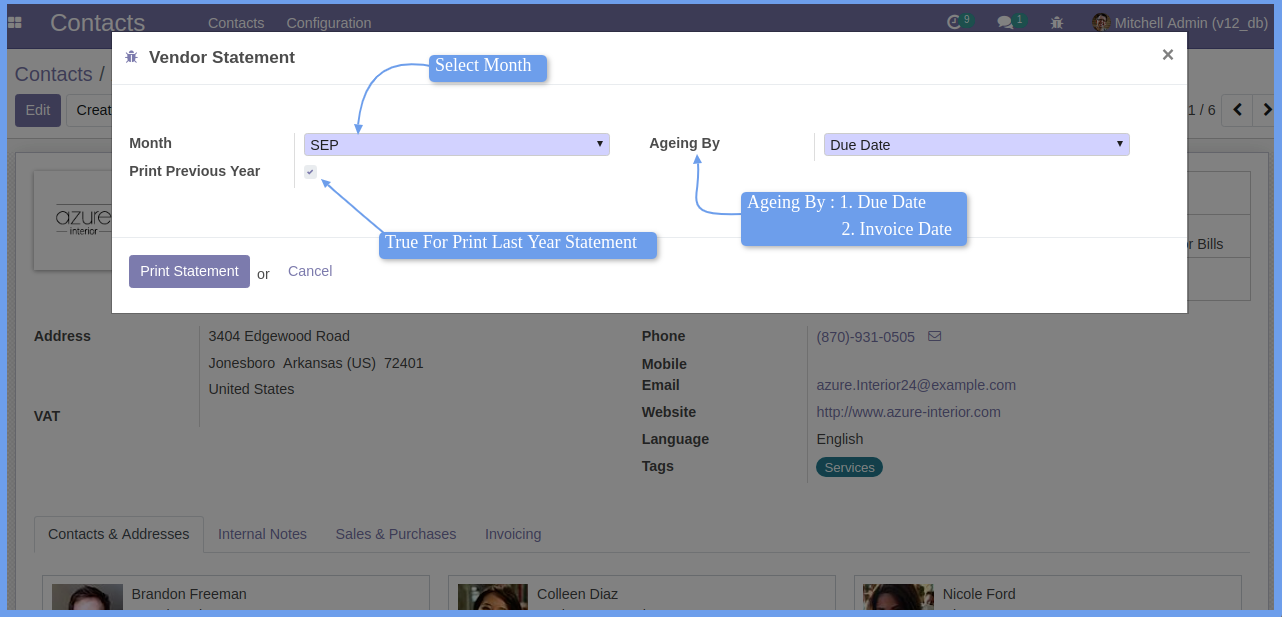 Contacts
Contacts
Configuration
9
1
Mitchell Admin (v12_db)
Vendor Statement
×
Select Month
Contacts /
Edit
Creat
1 / 6
Month
SEP
Ageing By
Due Date
Print Previous Year
azure
interior
Ageing By : 1. Due Date
2. Invoice Date
True For Print Last Year Statement
r Bills
Print Statement
or
Cancel
Address
3404 Edgewood Road
Jonesboro Arkansas (US) 72401
United States
VAT
Phone
(870)-931-0505
Mobile
Email
azure.Interior24@example.com
Website
http://www.azure-interior.com
Language
English
Tags
Services
Contacts & Addresses
Internal Notes
Sales & Purchases
Invoicing
Brandon Freeman
Colleen Diaz
Nicole Ford